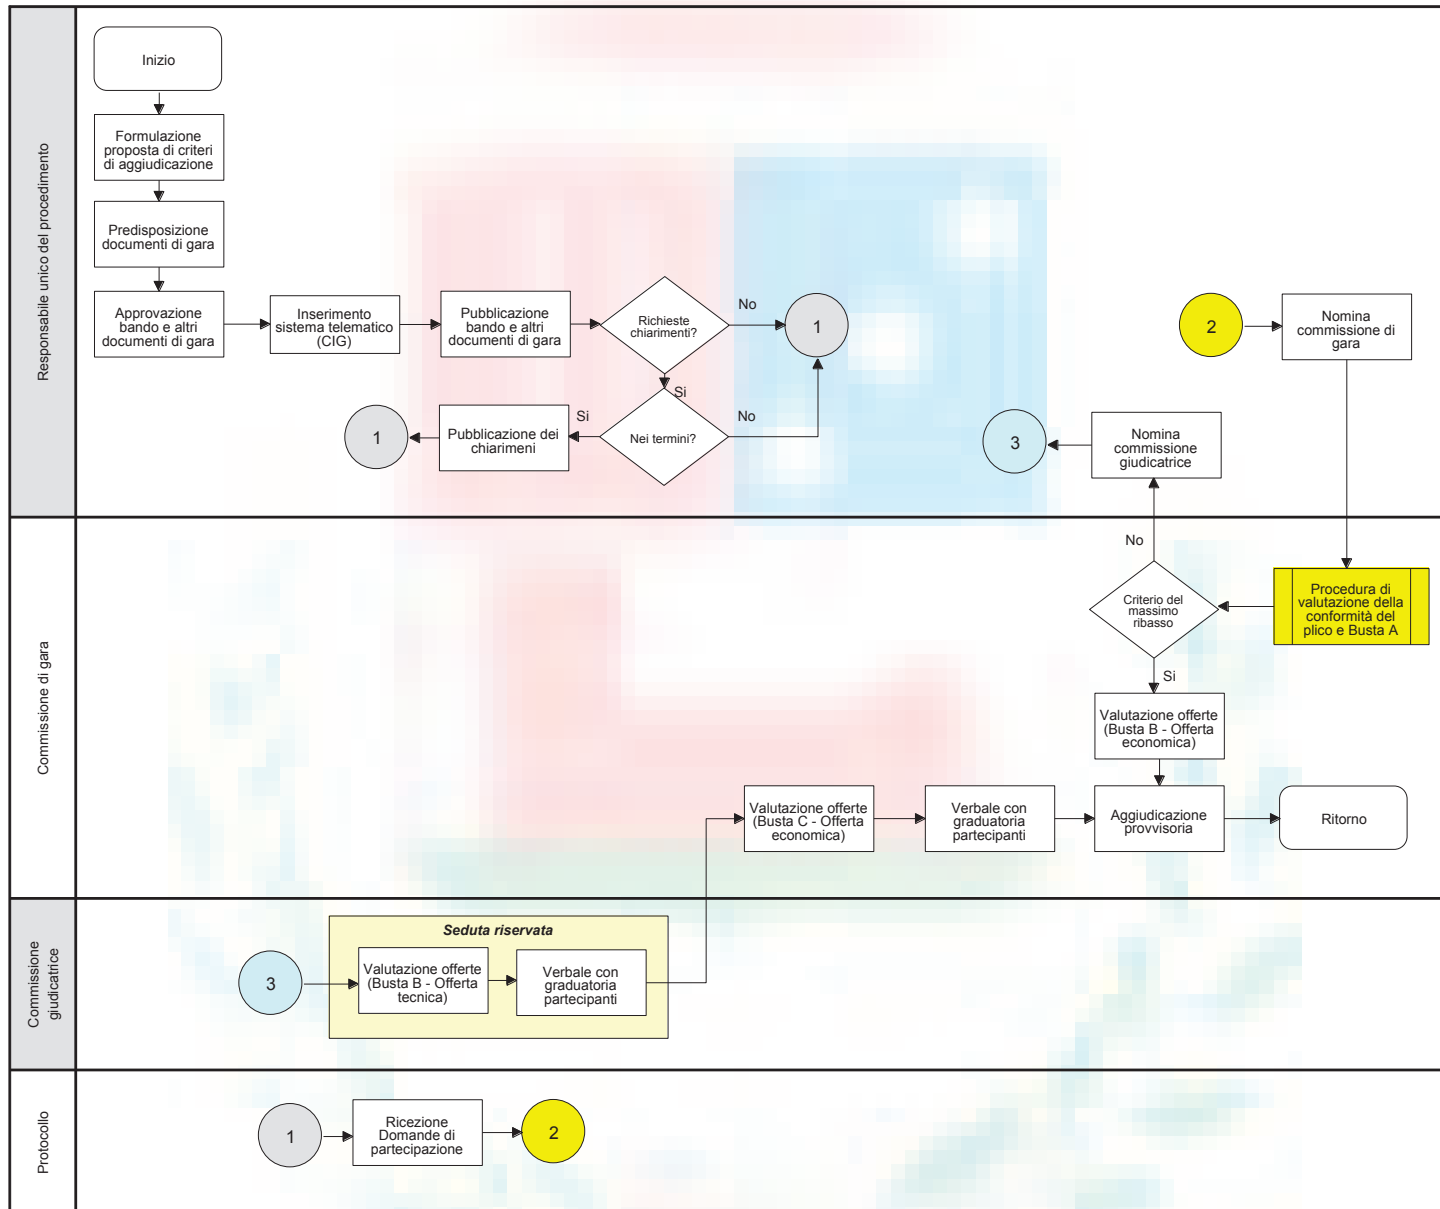 Responsabile unico del procedimento
Inizio
Formulazione
proposta di criteri
di aggiudicazione
Predisposizione
documenti di gara
Approvazione
bando e altri
documenti di gara
Inserimento
sistema telematico
(CIG)
Pubblicazione
bando e altri
documenti di gara
Richieste
chiarimenti?
No
1
Si
Nei termini?
No
Si
Pubblicazione dei
chiarimeni
1
2
Nomina
commissione di
gara
3
Nomina
commissione
giudicatrice
Commissione di gara
No
Criterio del
massimo
ribasso
Procedura di
valutazione della
conformità del
plico e Busta A
Si
Valutazione offerte
(Busta B - Offerta
economica)
Valutazione offerte
(Busta C - Offerta
economica)
Verbale con
graduatoria
partecipanti
Aggiudicazione
provvisoria
Ritorno
Commissione
giudicatrice
Seduta riservata
3
Valutazione offerte
(Busta B - Offerta
tecnica)
Verbale con
graduatoria
partecipanti
Protocollo
1
Ricezione
Domande di
partecipazione
2